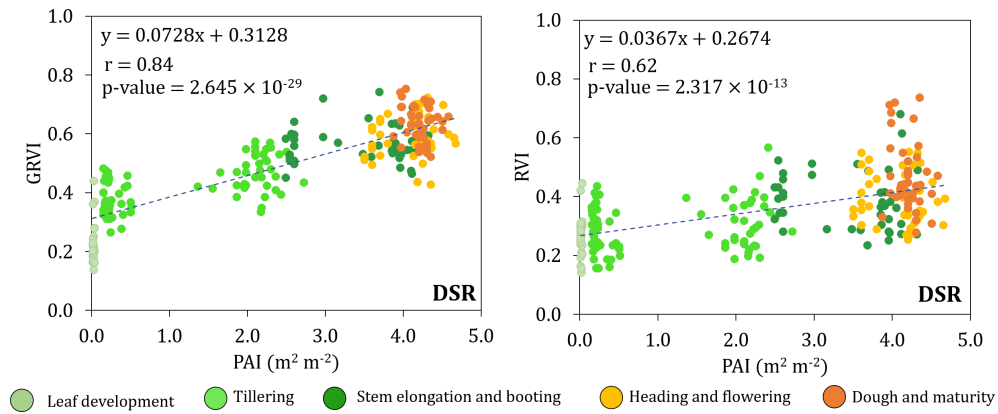 y = 0.0728x + 0.3128
r = 0.84
p-value = 2.645 × 10⁻²⁹
1.0
0.8
0.6
0.4
0.2
0.0
GRVI
0.0 1.0 2.0 3.0 4.0 5.0
PAI (m² m⁻²)
DSR
y = 0.0367x + 0.2674
r = 0.62
p-value = 2.317 × 10⁻¹³
1.0
0.8
0.6
0.4
0.2
0.0
RVI
0.0 1.0 2.0 3.0 4.0 5.0
PAI (m² m⁻²)
DSR
Leaf development Tillering Stem elongation and booting Heading and flowering Dough and maturity